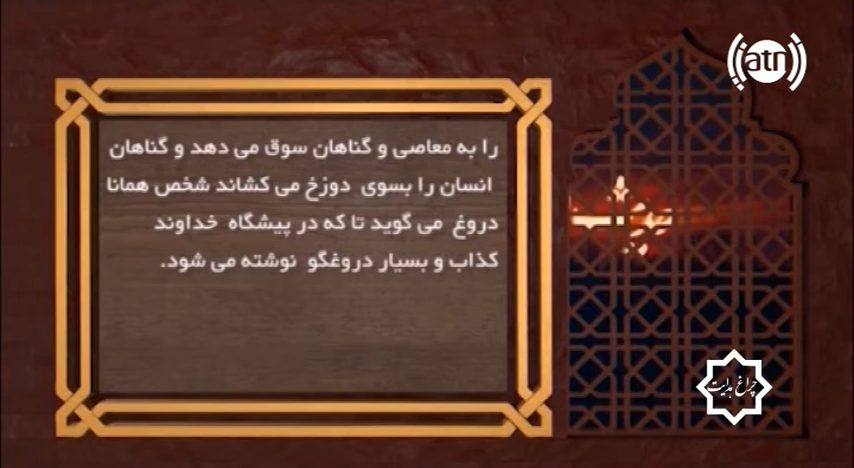 atn
را به معاصی و گناهان سوق می دهد و گناهان
انسان را بسوی دوزخ می کشاند شخص همانا
دروغ می گوید تا که در پیشگاه خداوند
کذاب و بسیار دروغگو نوشته می شود.
چراغ هدایت